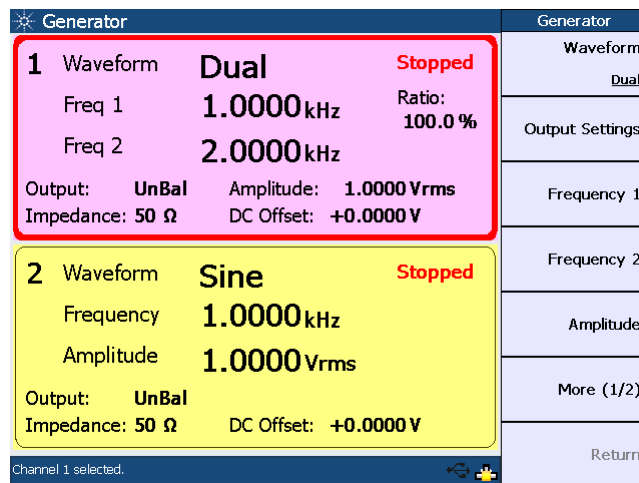 Generator
1 Waveform Dual Stopped
Freq 1 1.0000 kHz Ratio:
100.0 %
Freq 2 2.0000 kHz
Output: UnBal Amplitude: 1.0000 Vrms
Impedance: 50 Ω DC Offset: +0.0000 V
2 Waveform Sine Stopped
Frequency 1.0000 kHz
Amplitude 1.0000 Vrms
Output: UnBal
Impedance: 50 Ω DC Offset: +0.0000 V
Channel 1 selected.
Generator
Waveform
Dual
Output Settings
Frequency 1
Frequency 2
Amplitude
More (1/2)
Return